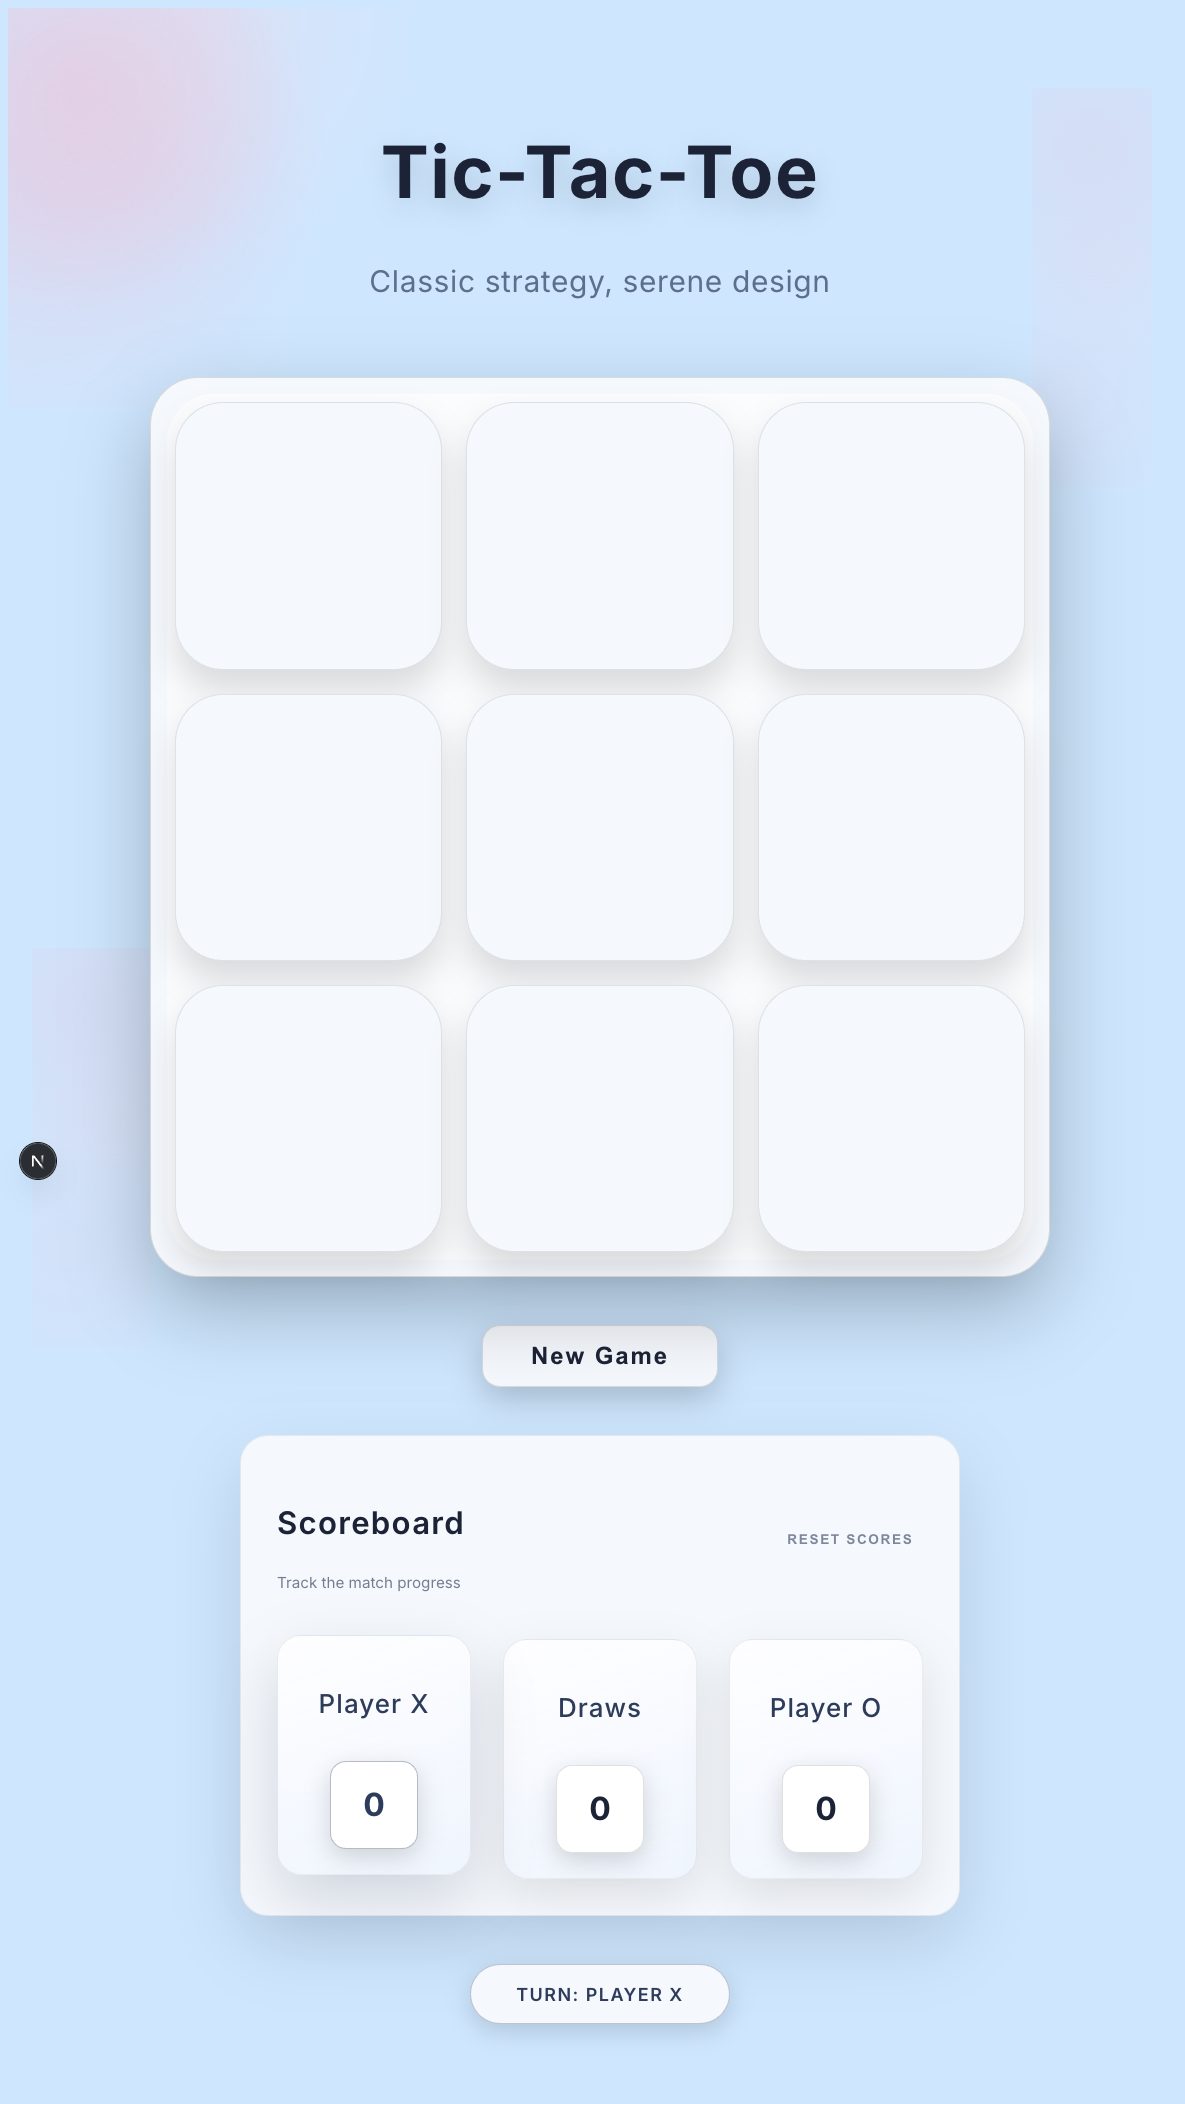 Tic-Tac-Toe
Classic strategy, serene design
N
New Game
Scoreboard
RESET SCORES
Track the match progress
Player X
Draws
Player O
0
0
0
TURN: PLAYER X